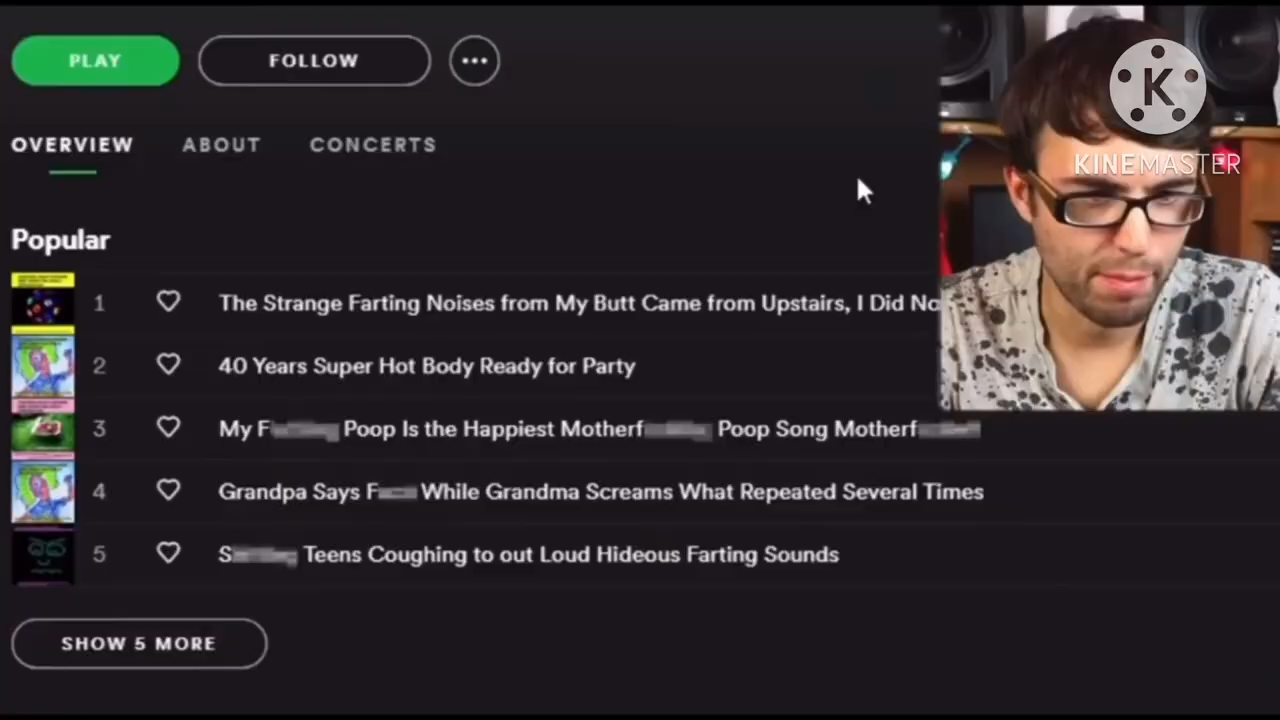 PLAY
FOLLOW
OVERVIEW
ABOUT
CONCERTS
KINEMASTER
Popular
1 The Strange Farting Noises from My Butt Came from Upstairs, I Did No
2 40 Years Super Hot Body Ready for Party
3 My F Poop Is the Happiest Motherf Poop Song Motherf
4 Grandpa Says F While Grandma Screams What Repeated Several Times
5 S Teens Coughing to out Loud Hideous Farting Sounds
SHOW 5 MORE